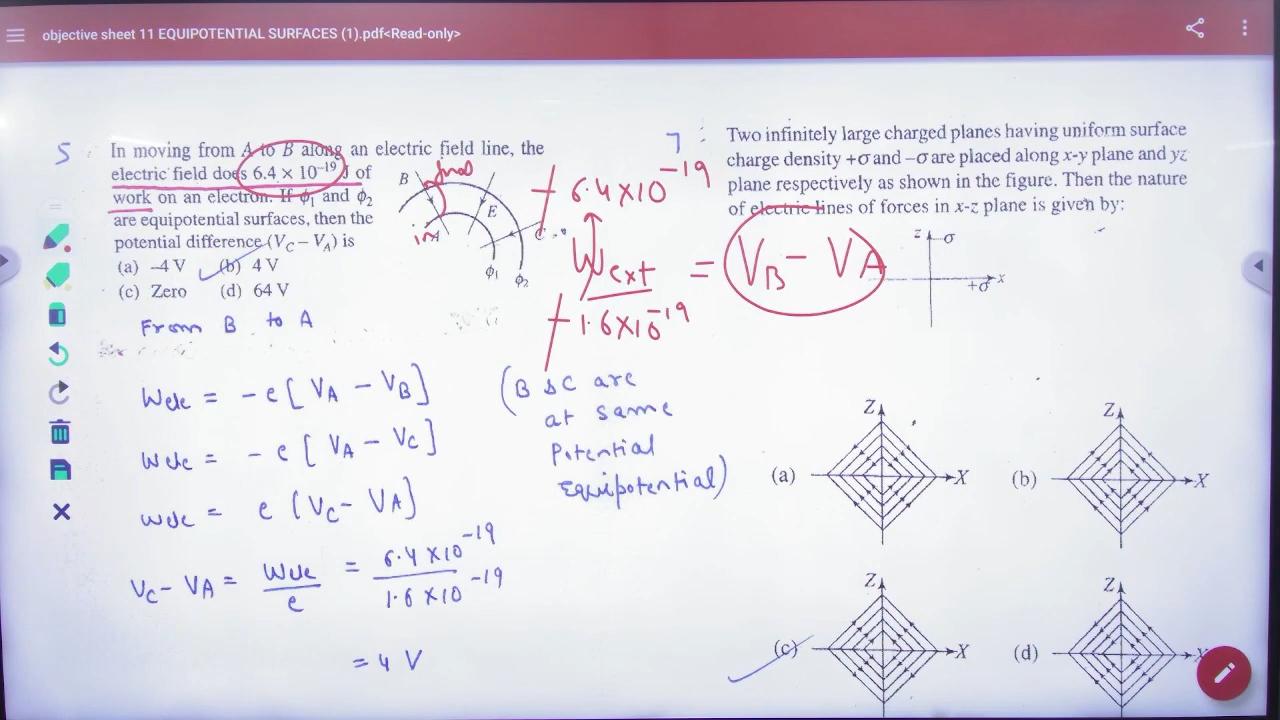 objective sheet 11 EQUIPOTENTIAL SURFACES (1).pdf<Read-only>
5
In moving from A to B along an electric field line, the
electric field does 6.4 × 10⁻¹⁹ J of
work on an electron. If ϕ₁ and ϕ₂
are equipotential surfaces, then the
potential difference (V_C – V_A) is
(a) –4 V (b) 4 V
(c) Zero (d) 64 V
B
final
E
in A
C
ϕ₁ ϕ₂
From B to A
W_ele = - e [ V_A - V_B ]
W_ele = - e [ V_A - V_C ]
W_ele = e ( V_C - V_A ]
V_C - V_A = W_ele / e = 6.4 × 10⁻¹⁹ / 1.6 × 10⁻¹⁹
= 4 V
( B & C are
at same
Potential
Equipotential )
+ 6.4 × 10⁻¹⁹
W_ext = V_B - V_A
+ 1.6 × 10⁻¹⁹
7 :
Two infinitely large charged planes having uniform surface
charge density +σ and –σ are placed along x-y plane and yz
plane respectively as shown in the figure. Then the nature
of electric lines of forces in x-z plane is given by:
z
–σ
x
+σ
(a) Z X
(b) Z X
(c) Z X
(d) Z X